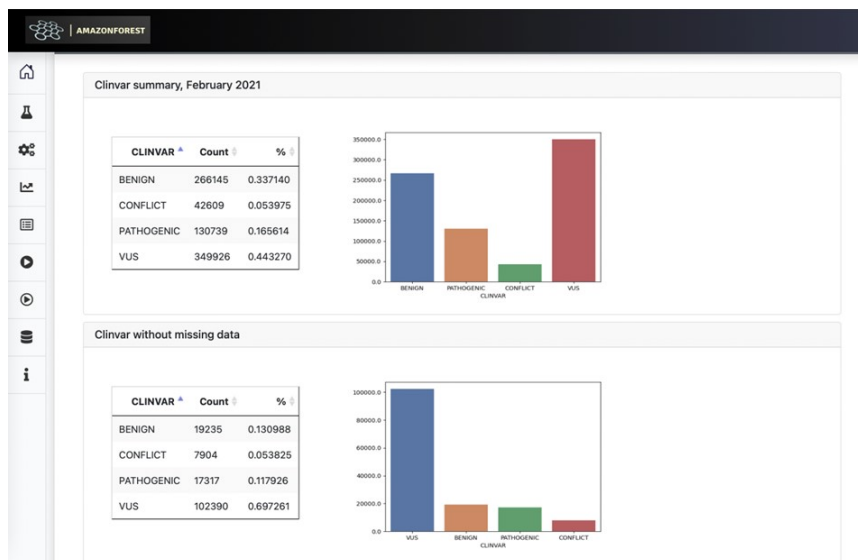 AMAZONFOREST
Clinvar summary, February 2021
CLINVAR Count %
BENIGN 266145 0.337140
CONFLICT 42609 0.053975
PATHOGENIC 130739 0.165614
VUS 349926 0.443270
350000.0
300000.0
250000.0
200000.0
150000.0
100000.0
50000.0
0.0
BENIGN PATHOGENIC CONFLICT VUS
CLINVAR
Clinvar without missing data
CLINVAR Count %
BENIGN 19235 0.130988
CONFLICT 7904 0.053825
PATHOGENIC 17317 0.117926
VUS 102390 0.697261
100000.0
80000.0
60000.0
40000.0
20000.0
0.0
VUS BENIGN PATHOGENIC CONFLICT
CLINVAR